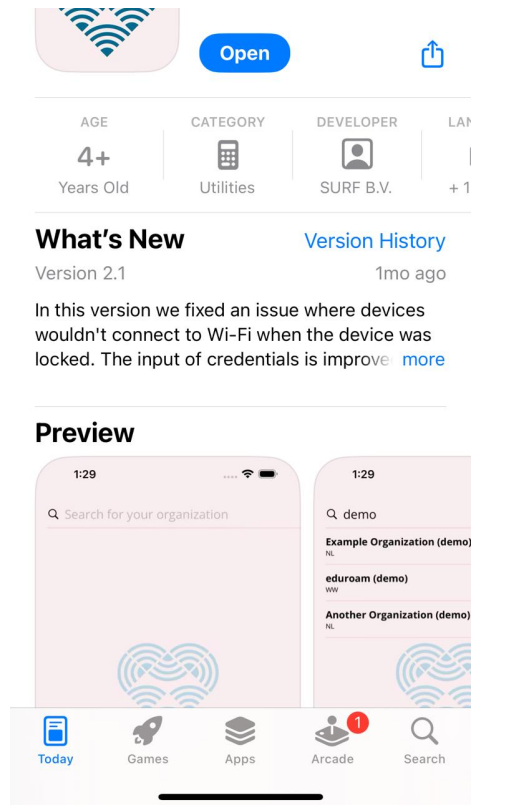 Open
AGE
CATEGORY
DEVELOPER
4+
Years Old
Utilities
SURF B.V.
+ 1
What's New
Version History
Version 2.1
1mo ago
In this version we fixed an issue where devices
wouldn't connect to Wi-Fi when the device was
locked. The input of credentials is improve more
Preview
1:29
Search for your organization
1:29
demo
Example Organization (demo)
NL
eduroam (demo)
WW
Another Organization (demo)
NL
1
Today
Games
Apps
Arcade
Search